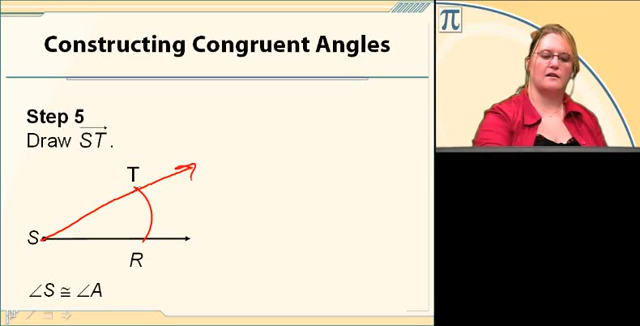 Constructing Congruent Angles
π
Step 5
Draw ST.
T
S
R
∠S ≅ ∠A